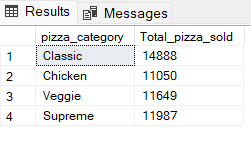 Results Messages
pizza_category Total_pizza_sold
1 Classic 14888
2 Chicken 11050
3 Veggie 11649
4 Supreme 11987